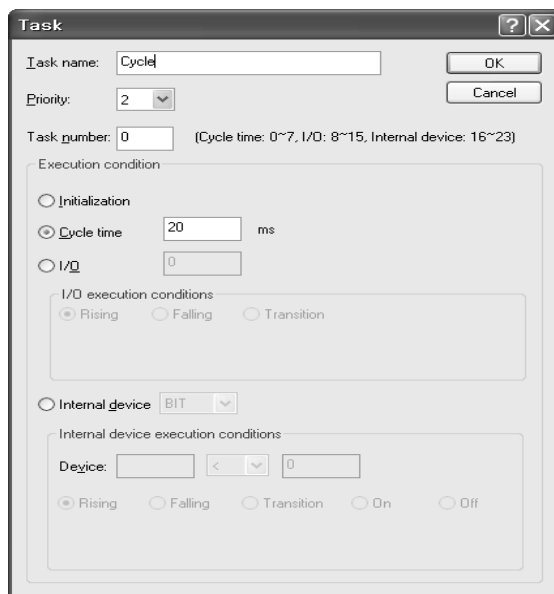 Task
Task name: Cycle
OK
Priority: 2
Cancel
Task number: 0 (Cycle time: 0~7, I/O: 8~15, Internal device: 16~23)
Execution condition
Initialization
Cycle time 20 ms
I/O 0
I/O execution conditions
Rising Falling Transition
Internal device BIT
Internal device execution conditions
Device: < 0
Rising Falling Transition On Off